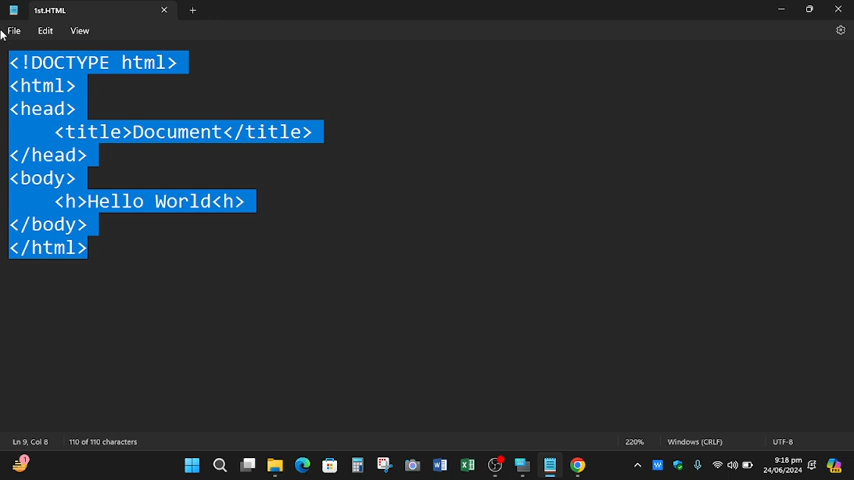 1st.HTML
File Edit View
<!DOCTYPE html>
<html>
<head>
    <title>Document</title>
</head>
<body>
    <h>Hello World<h>
</body>
</html>
Ln 9, Col 8 110 of 110 characters 220% Windows (CRLF) UTF-8
1 9:18 pm
24/06/2024